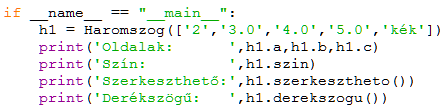 if __name__ == "__main__":
    h1 = Haromszog(['2','3.0','4.0','5.0','kék'])
    print('Oldalak:      ',h1.a,h1.b,h1.c)
    print('Szín:         ',h1.szin)
    print('Szerkeszthető:',h1.szerkesztheto())
    print('Derékszögű:   ',h1.derekszogu())